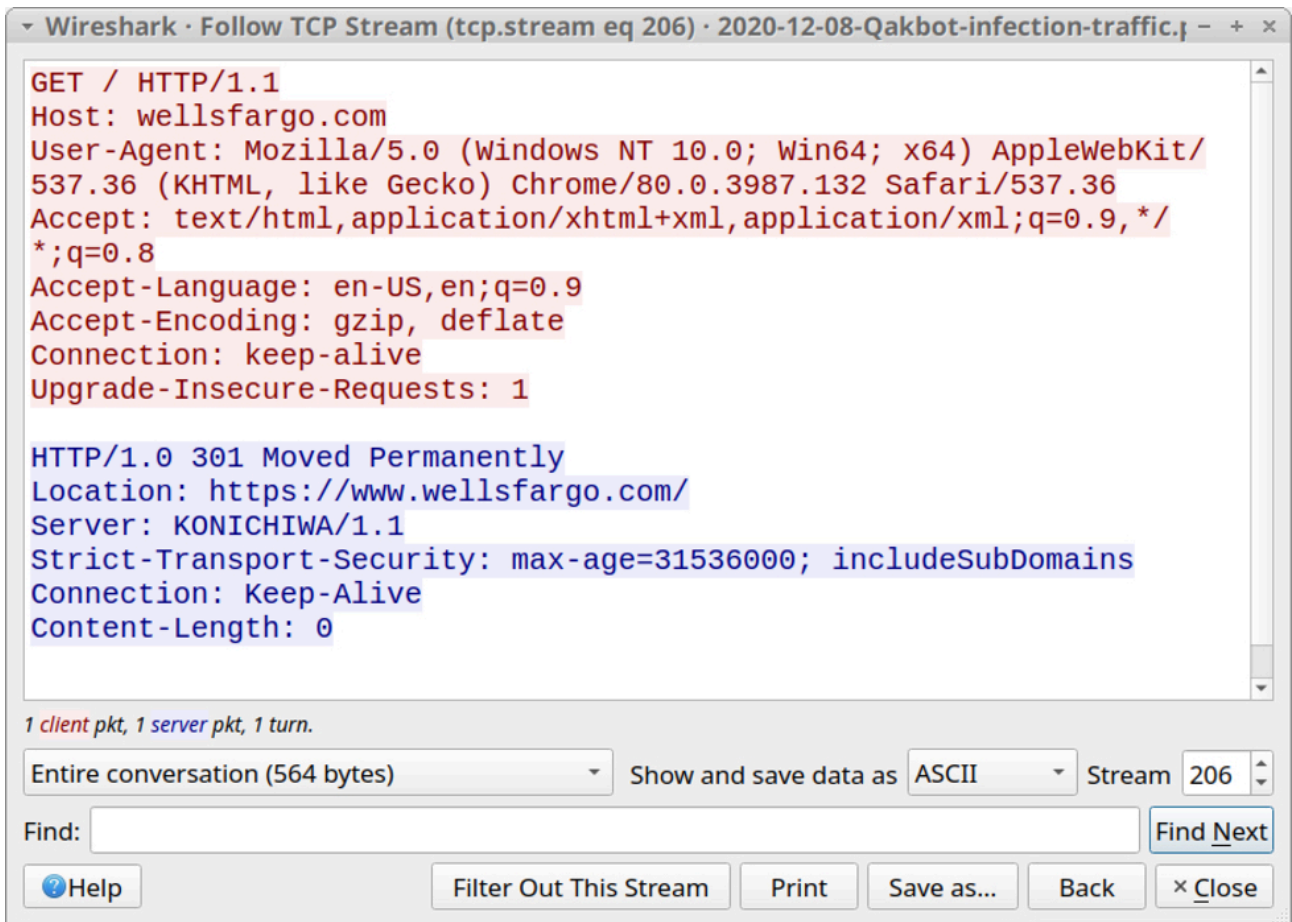 Wireshark · Follow TCP Stream (tcp.stream eq 206) · 2020-12-08-Qakbot-infection-traffic.p
GET / HTTP/1.1
Host: wellsfargo.com
User-Agent: Mozilla/5.0 (Windows NT 10.0; Win64; x64) AppleWebKit/
537.36 (KHTML, like Gecko) Chrome/80.0.3987.132 Safari/537.36
Accept: text/html,application/xhtml+xml,application/xml;q=0.9,*/
*;q=0.8
Accept-Language: en-US,en;q=0.9
Accept-Encoding: gzip, deflate
Connection: keep-alive
Upgrade-Insecure-Requests: 1
HTTP/1.0 301 Moved Permanently
Location: https://www.wellsfargo.com/
Server: KONICHIWA/1.1
Strict-Transport-Security: max-age=31536000; includeSubDomains
Connection: Keep-Alive
Content-Length: 0
1 client pkt, 1 server pkt, 1 turn.
Entire conversation (564 bytes) Show and save data as ASCII Stream 206
Find: Find Next
Help Filter Out This Stream Print Save as... Back Close